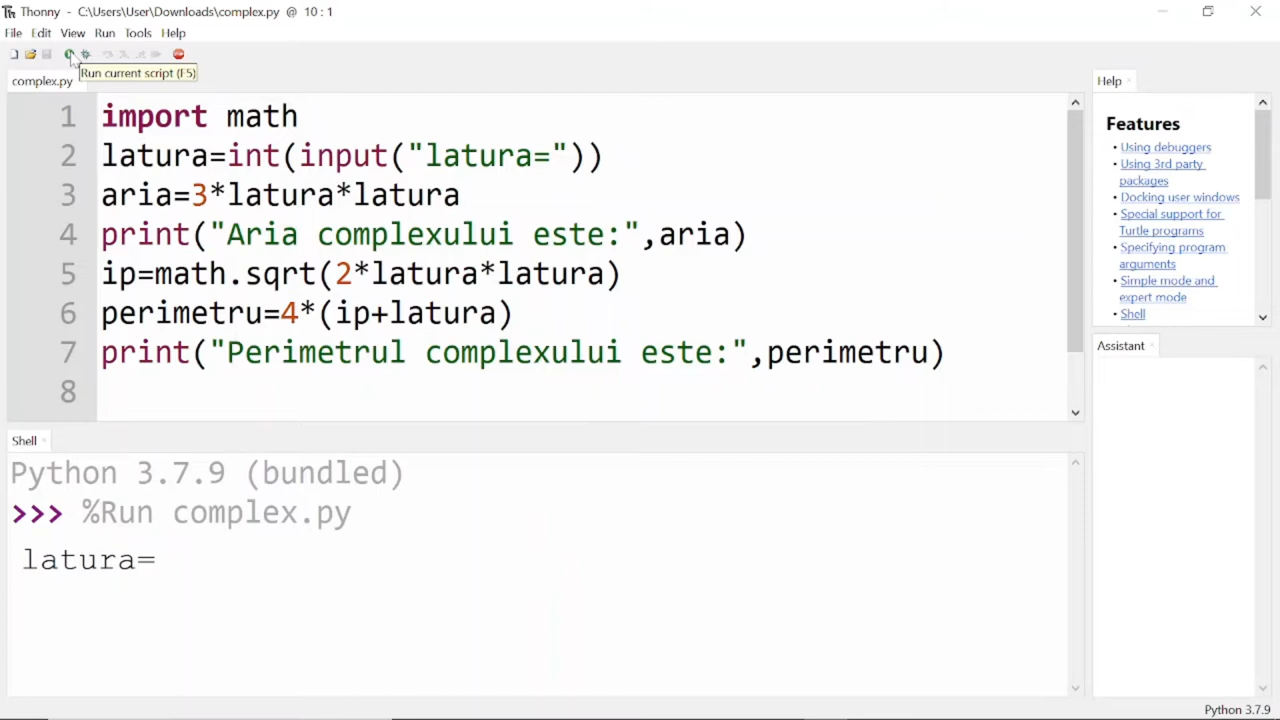 Thonny - C:\Users\User\Downloads\complex.py @ 10 : 1
File Edit View Run Tools Help
Run current script (F5)
complex.py
1 import math
2 latura=int(input("latura="))
3 aria=3*latura*latura
4 print("Aria complexului este:",aria)
5 ip=math.sqrt(2*latura*latura)
6 perimetru=4*(ip+latura)
7 print("Perimetrul complexului este:",perimetru)
8
Shell
Python 3.7.9 (bundled)
>>> %Run complex.py
latura=
Help
Features
• Using debuggers
• Using 3rd party
packages
• Docking user windows
• Special support for
Turtle programs
• Specifying program
arguments
• Simple mode and
expert mode
• Shell
Assistant
Python 3.7.9